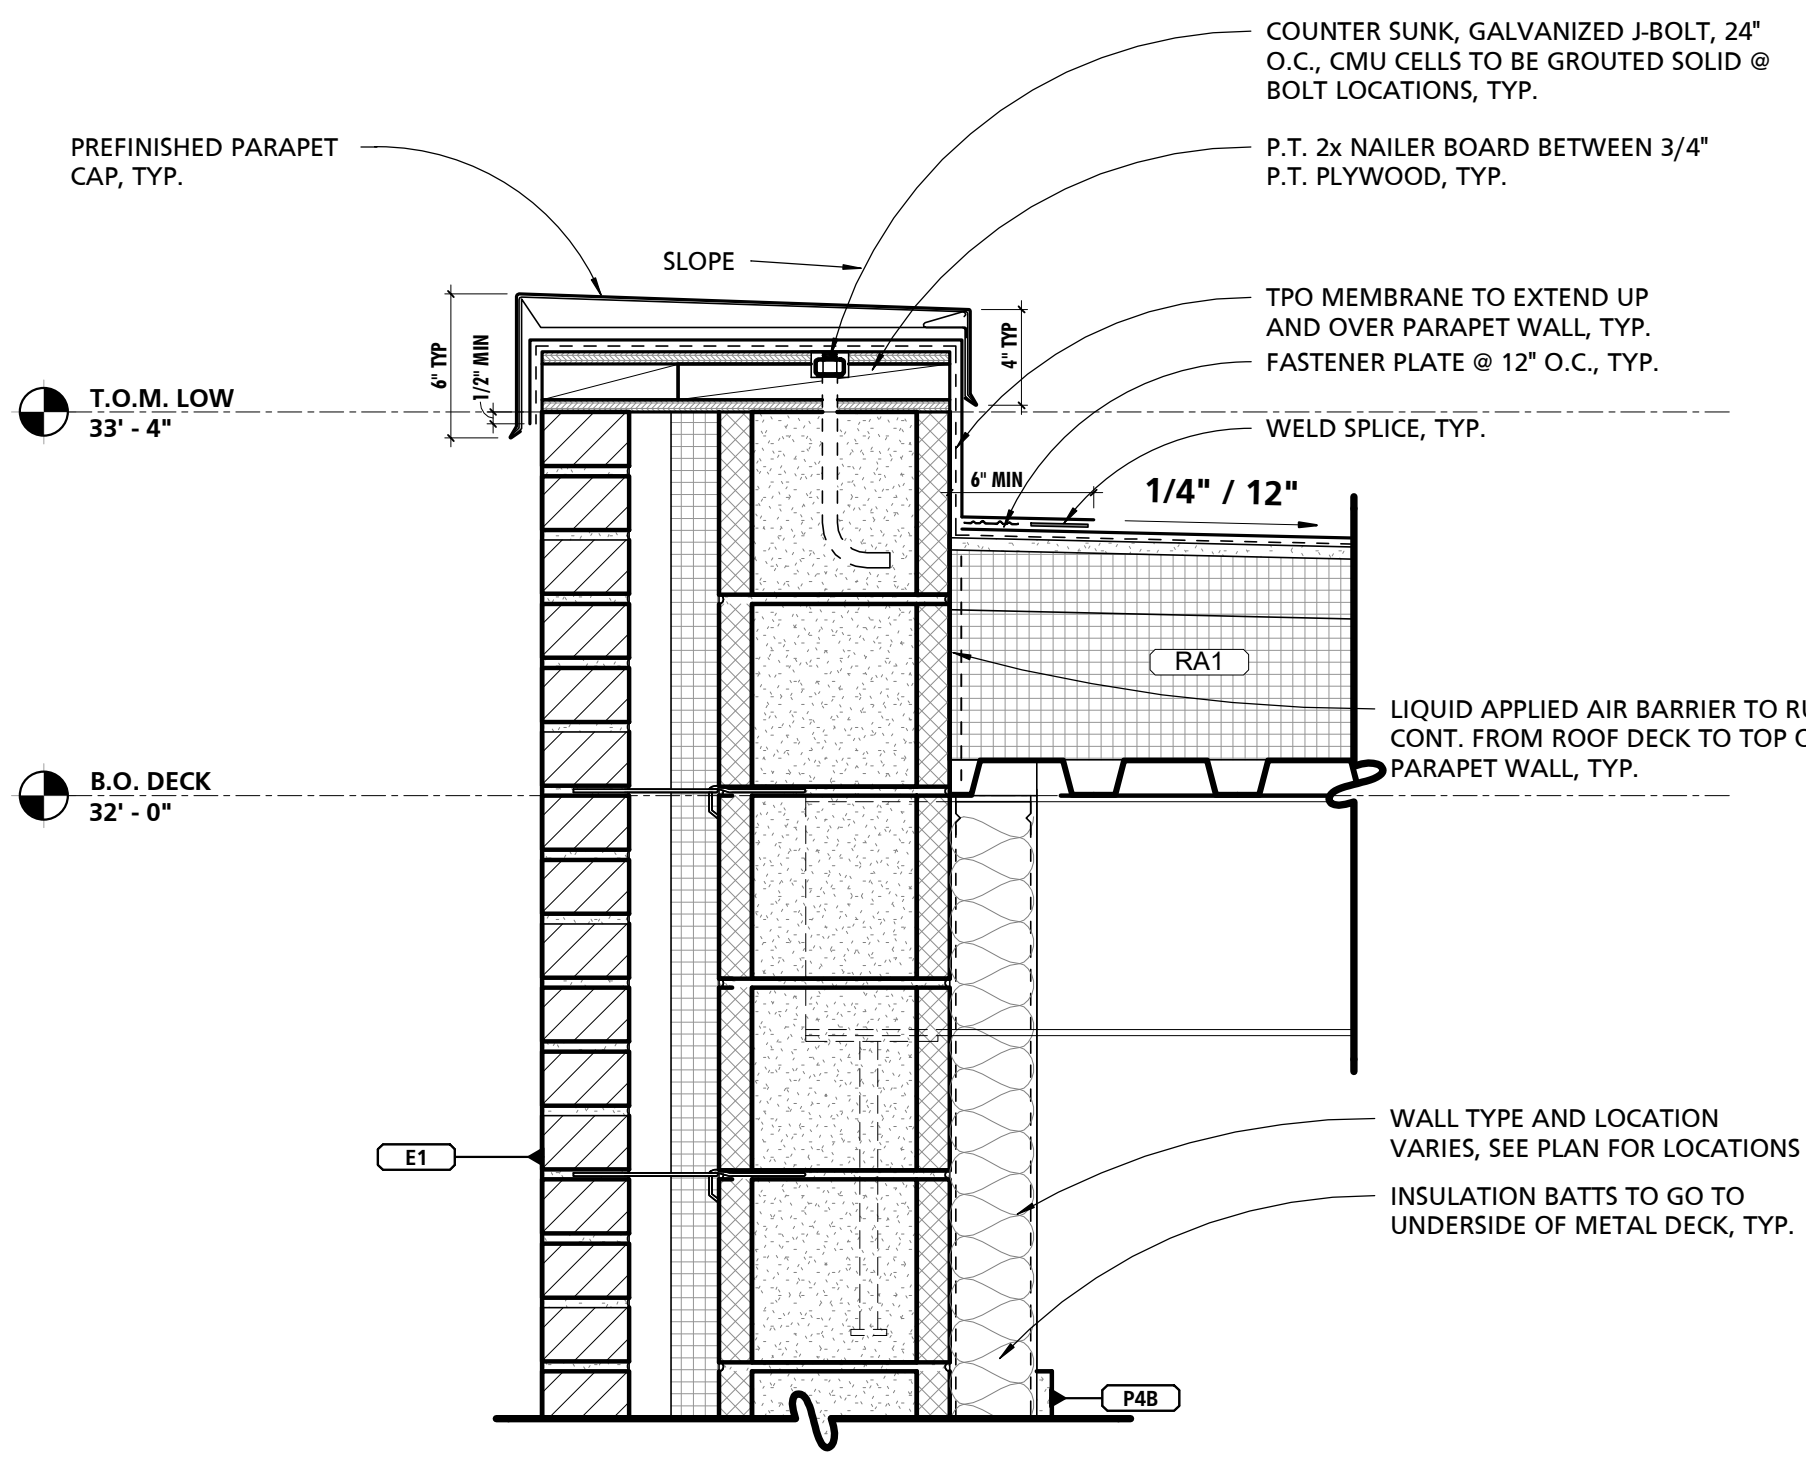 COUNTER SUNK, GALVANIZED J-BOLT, 24"
O.C., CMU CELLS TO BE GROUTED SOLID @
BOLT LOCATIONS, TYP.
PREFINISHED PARAPET
CAP, TYP.
P.T. 2x NAILER BOARD BETWEEN 3/4"
P.T. PLYWOOD, TYP.
SLOPE
TPO MEMBRANE TO EXTEND UP
AND OVER PARAPET WALL, TYP.
6" TYP
1/2" MIN
4" TYP
FASTENER PLATE @ 12" O.C., TYP.
T.O.M. LOW
33' - 4"
WELD SPLICE, TYP.
6" MIN
1/4" / 12"
RA1
LIQUID APPLIED AIR BARRIER TO
CONT. FROM ROOF DECK TO TOP
PARAPET WALL, TYP.
B.O. DECK
32' - 0"
WALL TYPE AND LOCATION
VARIES, SEE PLAN FOR LOCATIONS
E1
INSULATION BATTS TO GO TO
UNDERSIDE OF METAL DECK, TYP.
P4B